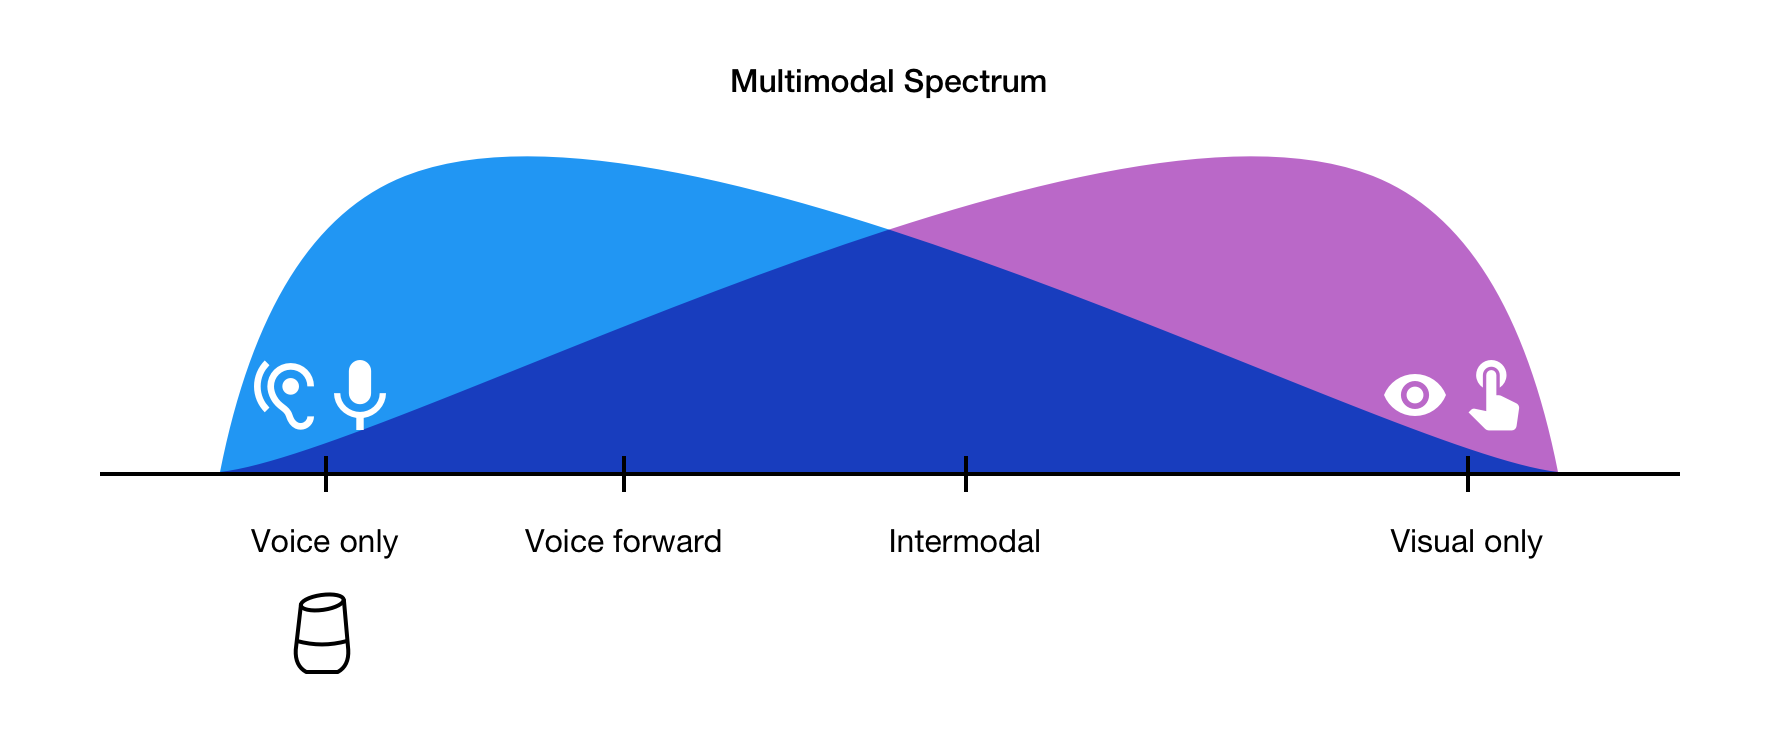 Multimodal Spectrum
Voice only
Voice forward
Intermodal
Visual only